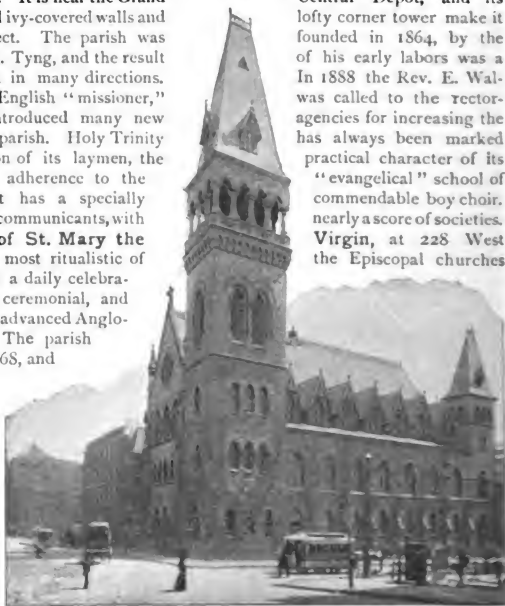 It is near the Grand Central Depot, and its
ivy-covered walls and lofty corner tower make it
ect. The parish was founded in 1864, by the
. Tyng, and the result of his early labors was a
in many directions. In 1888 the Rev. E. Wal-
English "missioner," was called to the rector-
troduced many new agencies for increasing the
parish. Holy Trinity has always been marked
on of its laymen, the practical character of its
adherence to the "evangelical" school of
t has a specially commendable boy choir.
communicants, with nearly a score of societies.
of St. Mary the Virgin, at 228 West
most ritualistic of the Episcopal churches
a daily celebra-
ceremonial, and
advanced Anglo-
The parish
68, and